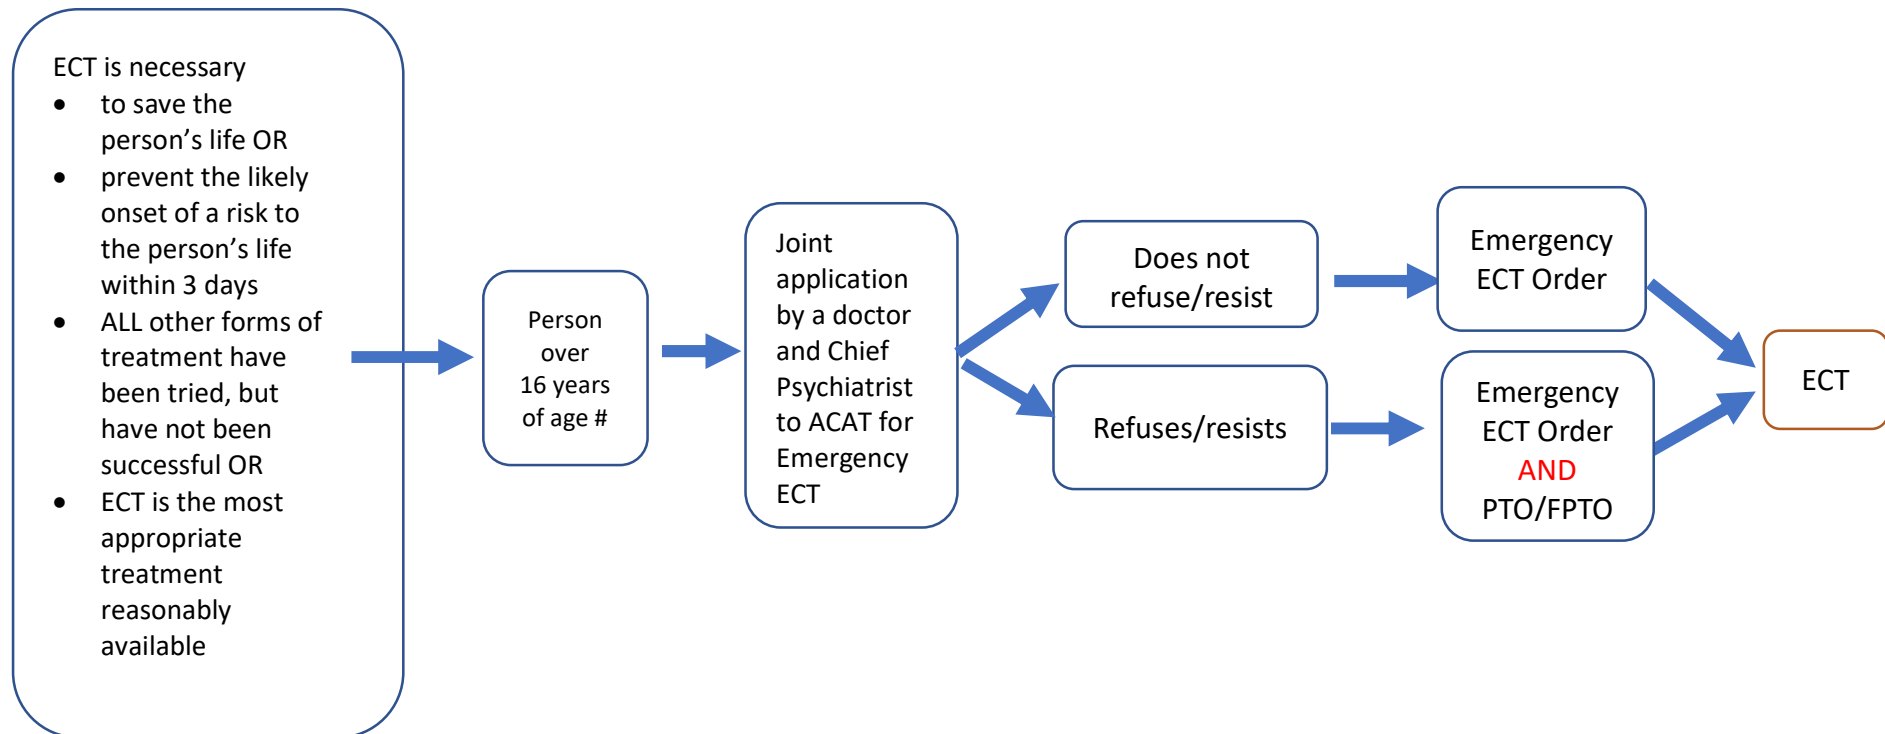 ECT is necessary
• to save the
person’s life OR
• prevent the likely
onset of a risk to
the person’s life
within 3 days
• ALL other forms of
treatment have
been tried, but
have not been
successful OR
• ECT is the most
appropriate
treatment
reasonably
available
Person
over
16 years
of age #
Joint
application
by a doctor
and Chief
Psychiatrist
to ACAT for
Emergency
ECT
Does not
refuse/resist
Refuses/resists
Emergency
ECT Order
Emergency
ECT Order
AND
PTO/FPTO
ECT